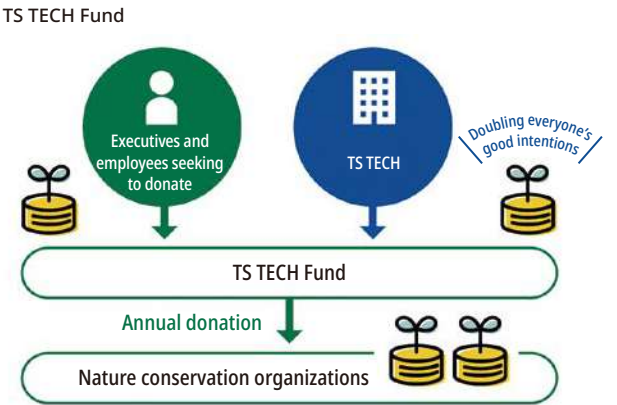 TS TECH Fund
Executives and
employees seeking
to donate
TS TECH
Doubling everyone's
good intentions
TS TECH Fund
Annual donation
Nature conservation organizations